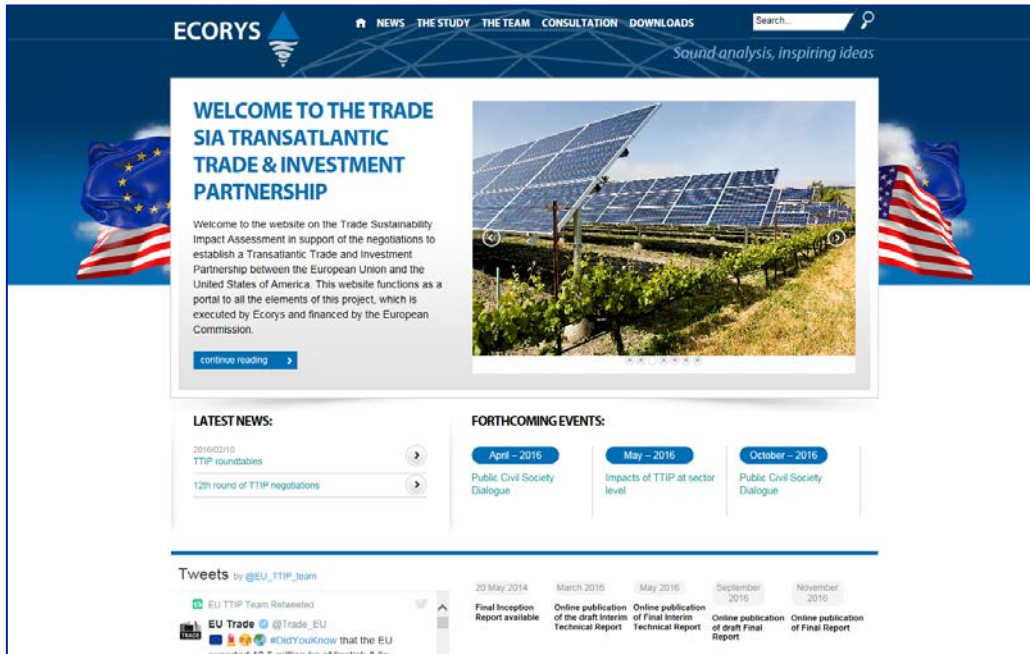 ECORYS
NEWS THE STUDY THE TEAM CONSULTATION DOWNLOADS
Search...
Sound analysis, inspiring ideas
WELCOME TO THE TRADE
SIA TRANSATLANTIC
TRADE & INVESTMENT
PARTNERSHIP
Welcome to the website on the Trade Sustainability
Impact Assessment in support of the negotiations to
establish a Transatlantic Trade and Investment
Partnership between the European Union and the
United States of America. This website functions as a
portal to all the elements of this project, which is
executed by Ecorys and financed by the European
Commission.
continue reading
LATEST NEWS:
2016/02/10
TTIP roundtables
12th round of TTIP negotiations
FORTHCOMING EVENTS:
April – 2016
Public Civil Society
Dialogue
May – 2016
Impacts of TTIP at sector
level
October – 2016
Public Civil Society
Dialogue
Tweets by @EU_TTIP_team
EU TTIP Team Retweeted
EU Trade @Trade_EU
TRADE
#DidYouKnow that the EU
20 May 2014
Final Inception
Report available
March 2016
Online publication
of the draft Interim
Technical Report
May 2016
Online publication
of Final Interim
Technical Report
September
2016
Online publication
of draft Final
Report
November
2016
Online publication
of Final Report